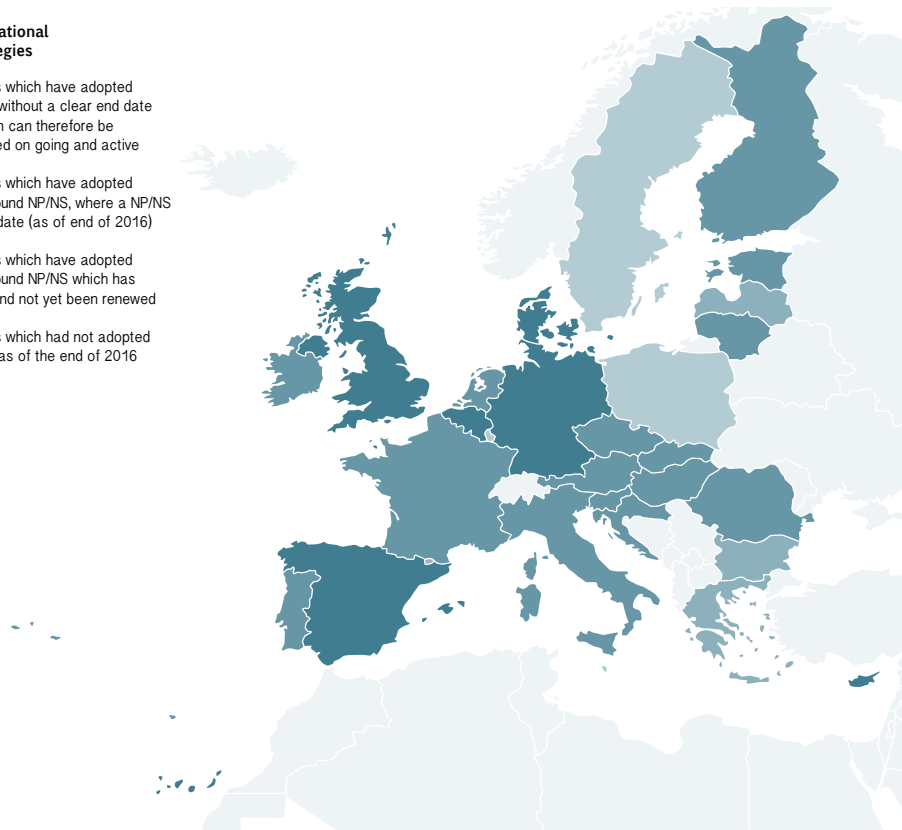 ational
egies
s which have adopted
without a clear end date
n can therefore be
ed on going and active
s which have adopted
ound NP/NS, where a NP/NS
date (as of end of 2016)
s which have adopted
ound NP/NS which has
nd not yet been renewed
s which had not adopted
as of the end of 2016